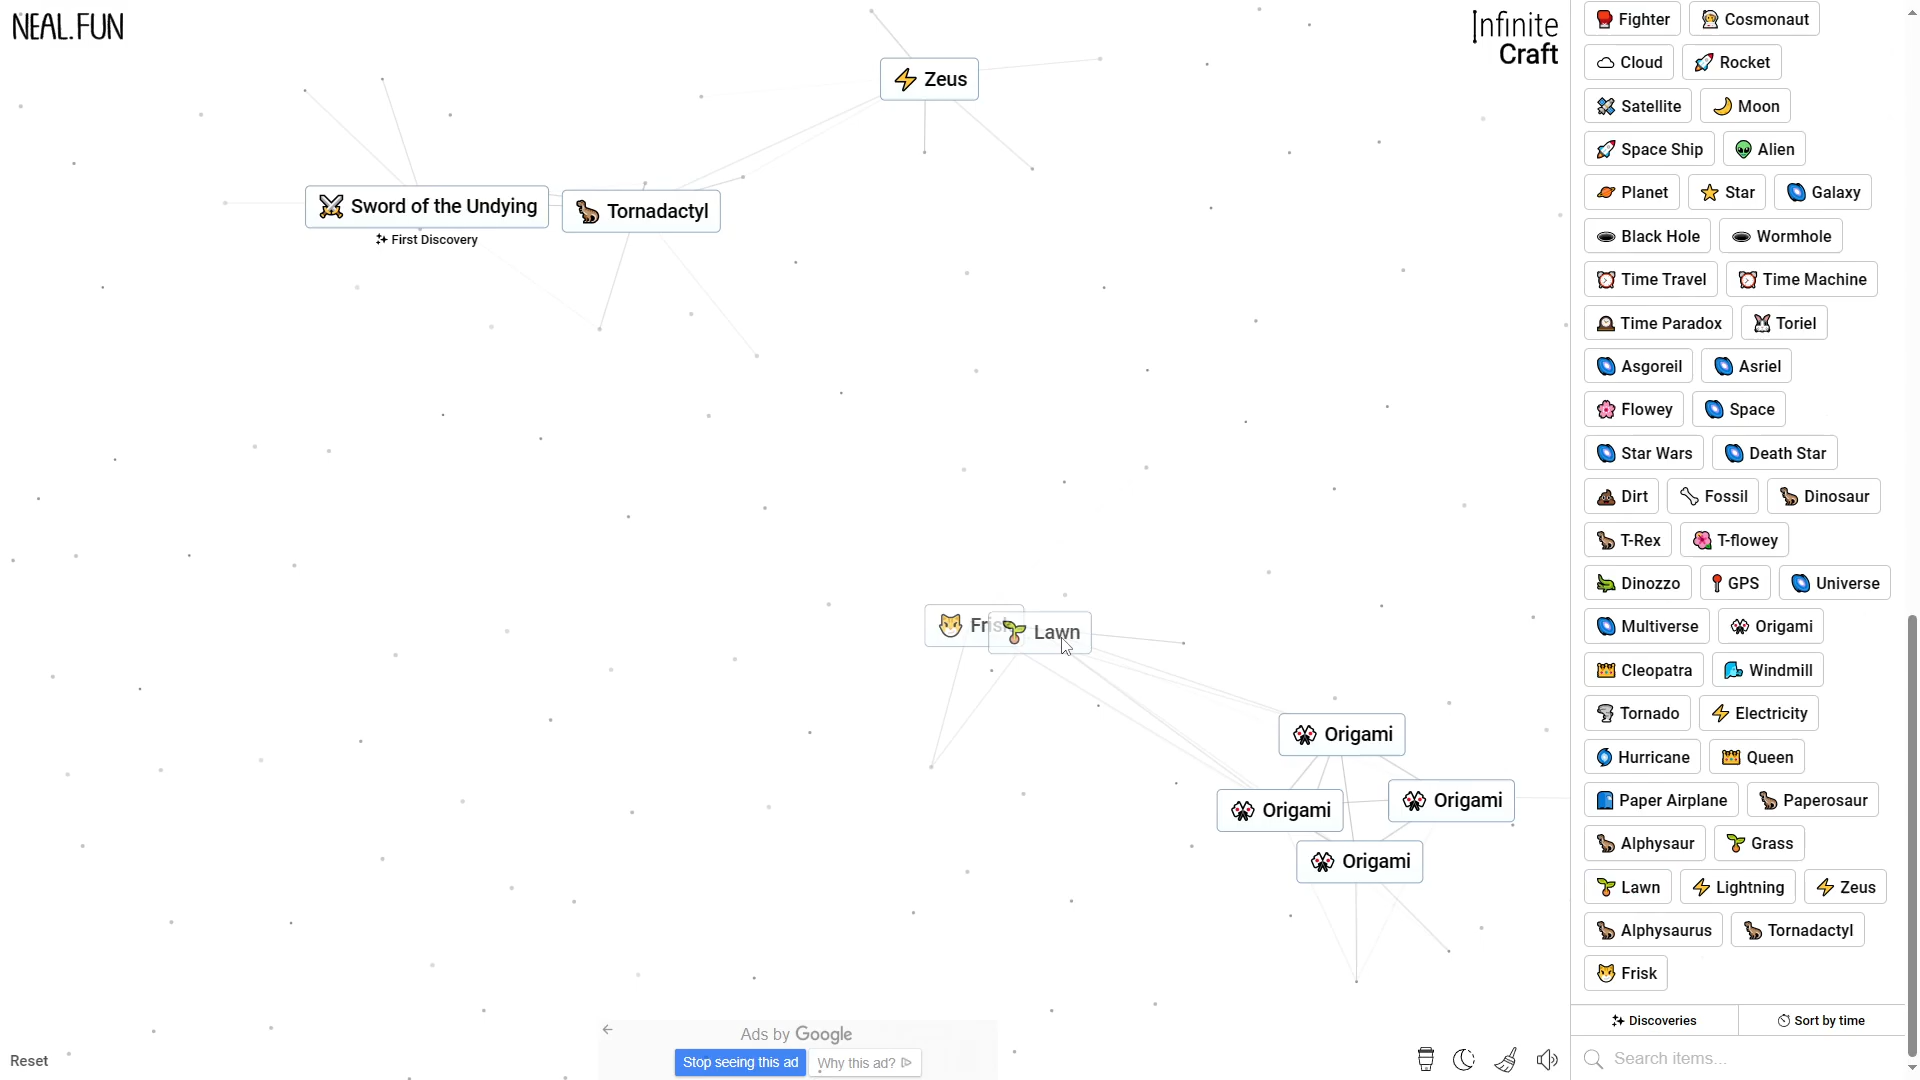 NEAL.FUN
Infinite
Craft
Zeus
Sword of the Undying
First Discovery
Tornadactyl
Frisk
Lawn
Origami
Origami
Origami
Origami
Fighter
Cosmonaut
Cloud
Rocket
Satellite
Moon
Space Ship
Alien
Planet
Star
Galaxy
Black Hole
Wormhole
Time Travel
Time Machine
Time Paradox
Toriel
Asgoreil
Asriel
Flowey
Space
Star Wars
Death Star
Dirt
Fossil
Dinosaur
T-Rex
T-flowey
Dinozzo
GPS
Universe
Multiverse
Origami
Cleopatra
Windmill
Tornado
Electricity
Hurricane
Queen
Paper Airplane
Paperosaur
Alphysaur
Grass
Lawn
Lightning
Zeus
Alphysaurus
Tornadactyl
Frisk
Discoveries
Sort by time
Search items...
Ads by Google
Stop seeing this ad
Why this ad?
Reset